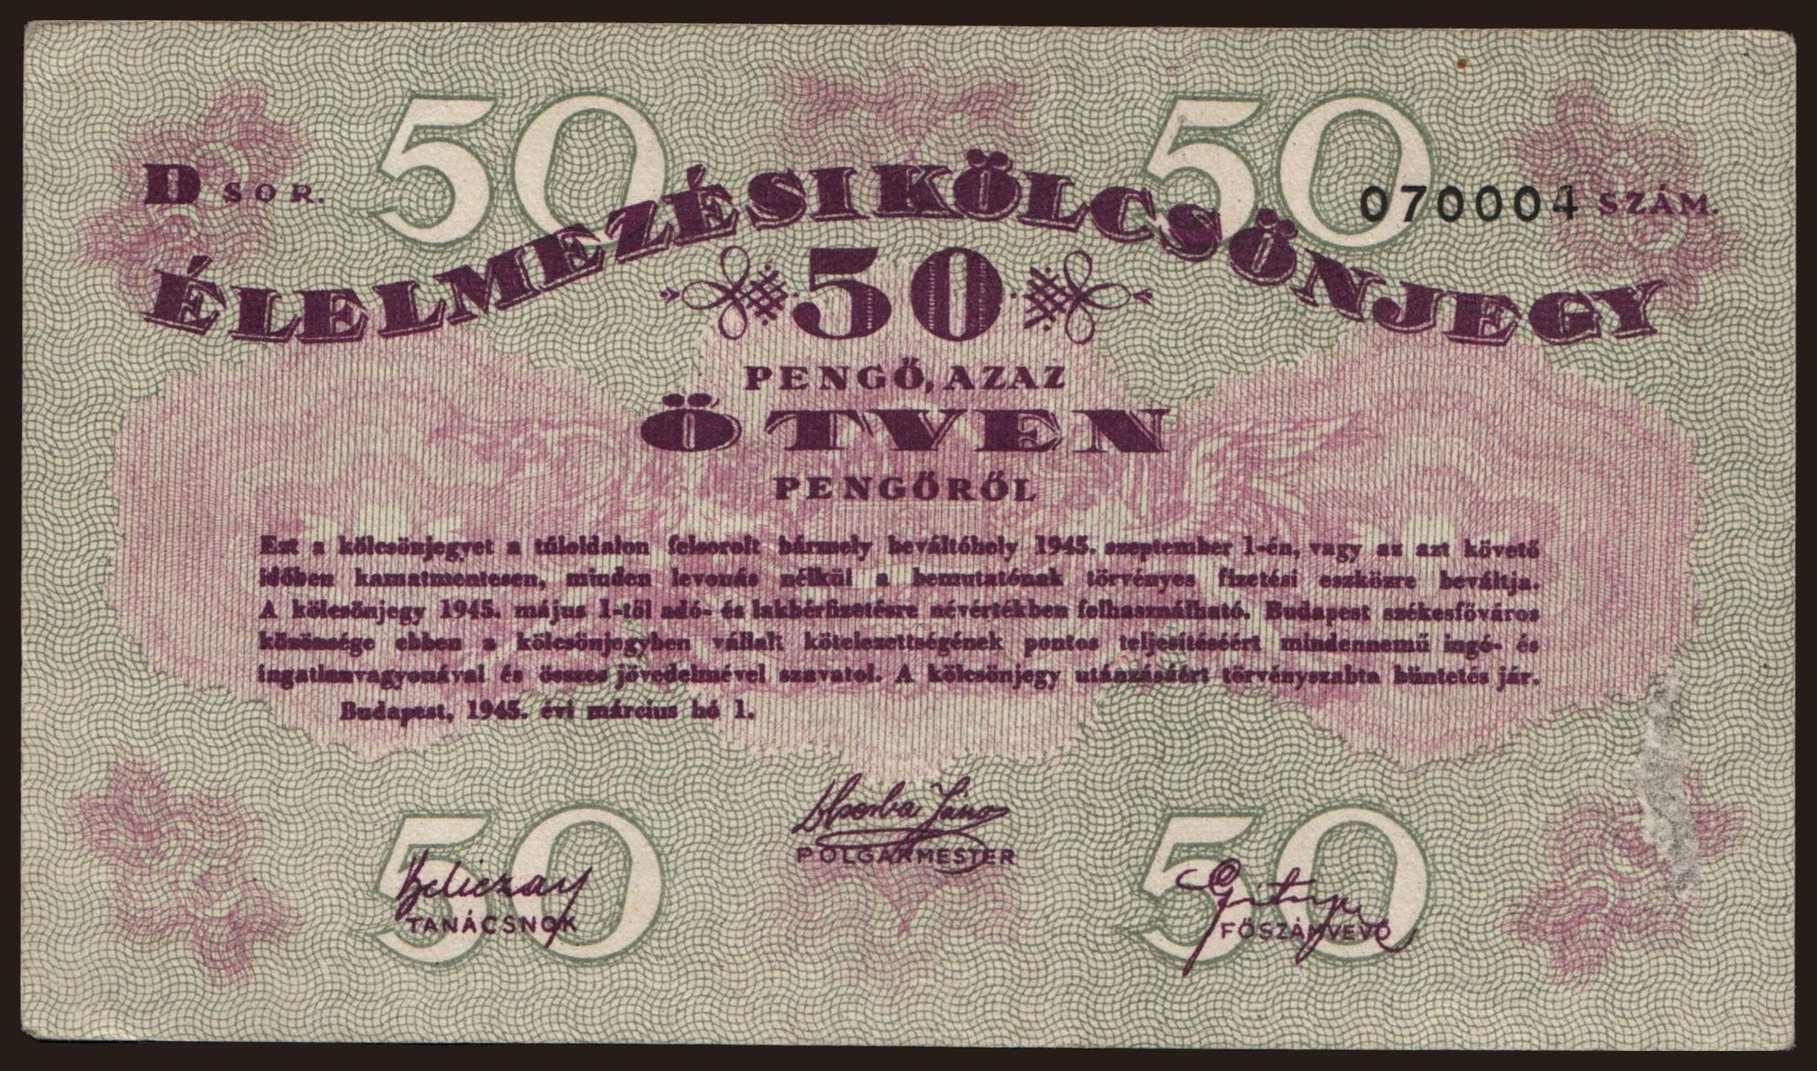 50 50
D SOR. 070004 SZÁM.
ÉLELMEZÉSI KÖLCSÖNJEGY
50
PENGŐ, AZAZ
ÖTVEN
PENGŐRŐL
Ezt a kölcsönjegyet a túloldalon felsorolt bármely beváltóhely 1945. szeptember 1-én, vagy az azt követő
időben kamatmentesen, minden levonás nélkül a bemutatónak törvényes fizetési eszközre beváltja.
A kölcsönjegy 1945. május 1-től adó- és lakbérfizetésre névértékben felhasználható. Budapest székesfőváros
közönsége ebben a kölcsönjegyben vállalt kötelezettségének pontos teljesítéséért mindennemű ingó- és
ingatlanvagyonával és összes jövedelmével szavatol. A kölcsönjegy utánzásáért törvényszabta büntetés jár.
Budapest, 1945. évi március hó 1.
Csorba János
POLGÁRMESTER
50 50
Beliczay
TANÁCSNOK
FŐSZÁMVEVŐ